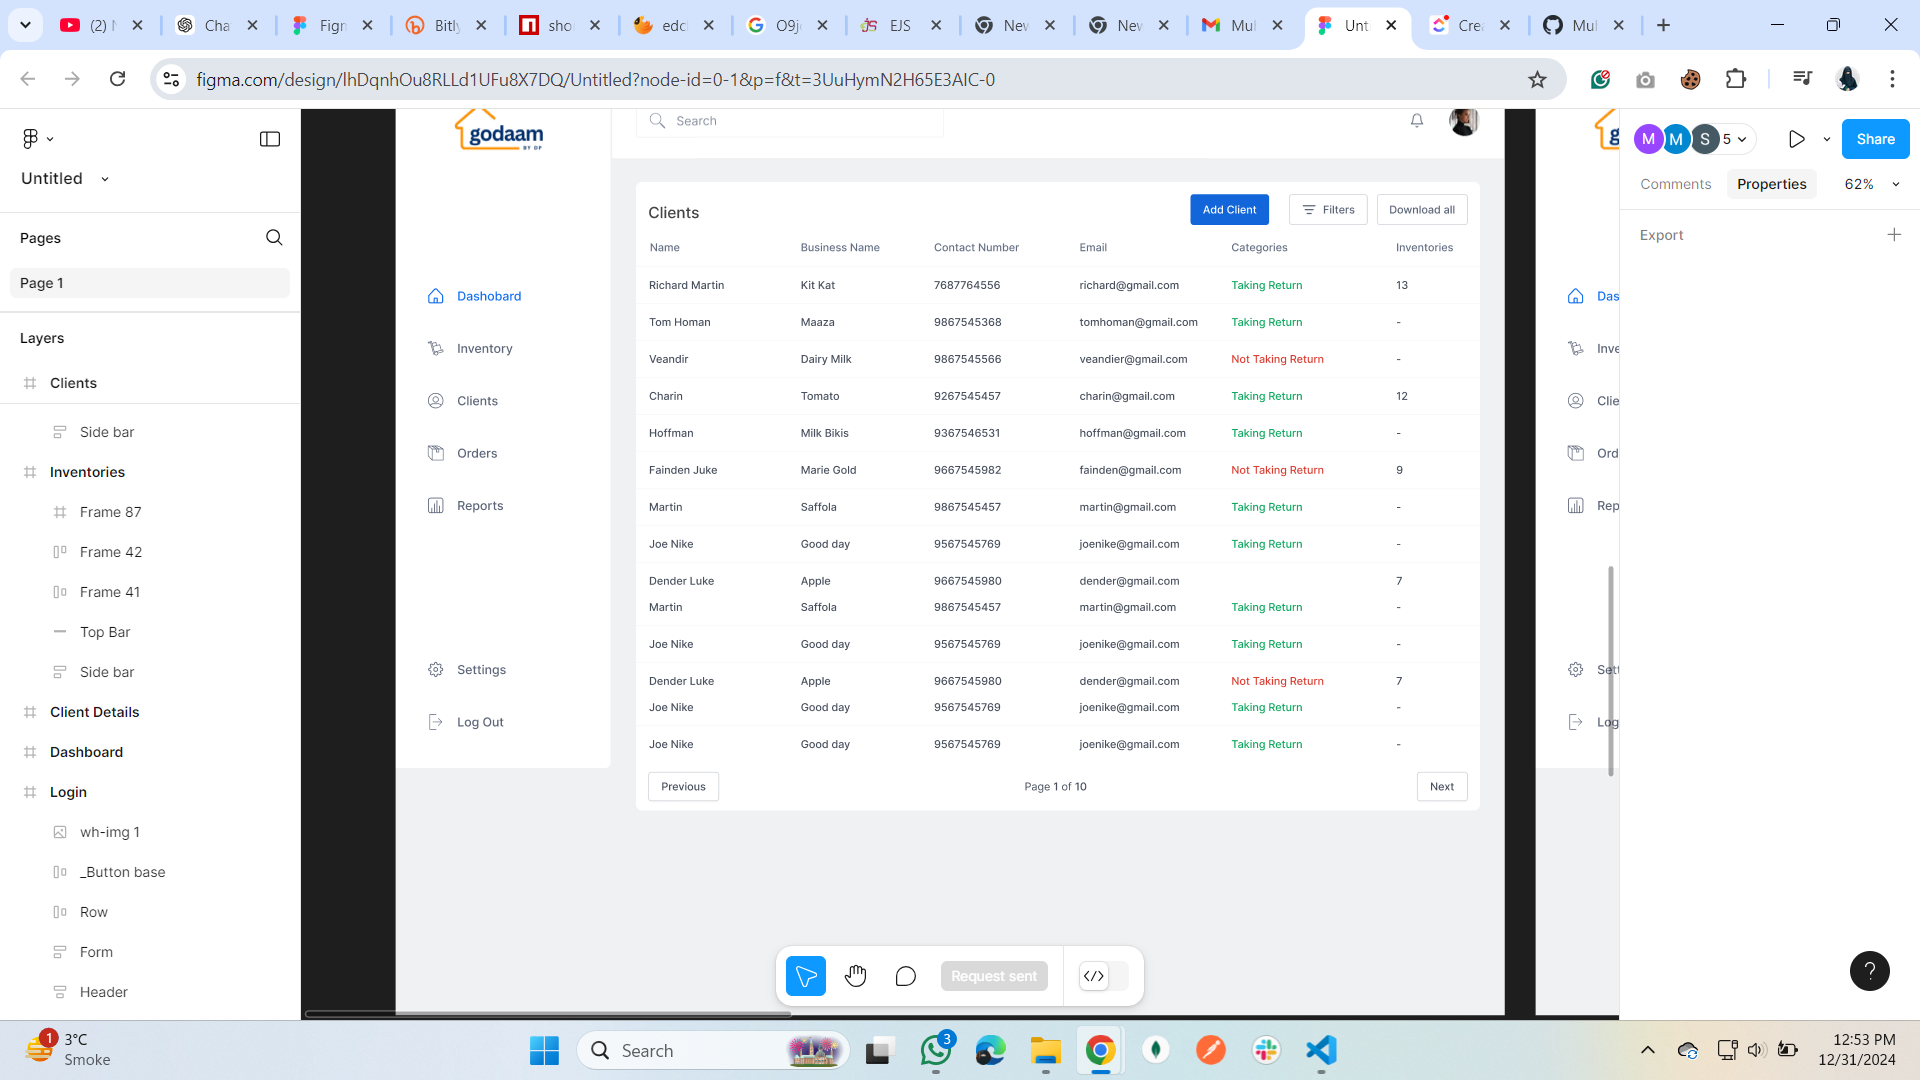 (2) N
Cha
Fign
Bitly
sho
edcl
O9jo
EJS
New
New
Mul
Unt
Crea
Mul
figma.com/design/lhDqnhOu8RLLd1UFu8X7DQ/Untitled?node-id=0-1&p=f&t=3UuHymN2H65E3AIC-0
Untitled
Pages
Page 1
Layers
Clients
Side bar
Inventories
Frame 87
Frame 42
Frame 41
Top Bar
Side bar
Client Details
Dashboard
Login
wh-img 1
_Button base
Row
Form
Header
godaam
BY DP
Dashobard
Inventory
Clients
Orders
Reports
Settings
Log Out
Search
Clients
Add Client
Filters
Download all
Name Business Name Contact Number Email Categories Inventories
Richard Martin Kit Kat 7687764556 richard@gmail.com Taking Return 13
Tom Homan Maaza 9867545368 tomhoman@gmail.com Taking Return -
Veandir Dairy Milk 9867545566 veandier@gmail.com Not Taking Return -
Charin Tomato 9267545457 charin@gmail.com Taking Return 12
Hoffman Milk Bikis 9367546531 hoffman@gmail.com Taking Return -
Fainden Juke Marie Gold 9667545982 fainden@gmail.com Not Taking Return 9
Martin Saffola 9867545457 martin@gmail.com Taking Return -
Joe Nike Good day 9567545769 joenike@gmail.com Taking Return -
Dender Luke Apple 9667545980 dender@gmail.com 7
Martin Saffola 9867545457 martin@gmail.com Taking Return -
Joe Nike Good day 9567545769 joenike@gmail.com Taking Return -
Dender Luke Apple 9667545980 dender@gmail.com Not Taking Return 7
Joe Nike Good day 9567545769 joenike@gmail.com Taking Return -
Joe Nike Good day 9567545769 joenike@gmail.com Taking Return -
Previous
Page 1 of 10
Next
g
Das
Inve
Clie
Ord
Rep
Sett
Log
M M S 5
Share
Comments
Properties
62%
Export
Request sent
</>
?
1
3°C
Smoke
Search
3
12:53 PM
12/31/2024